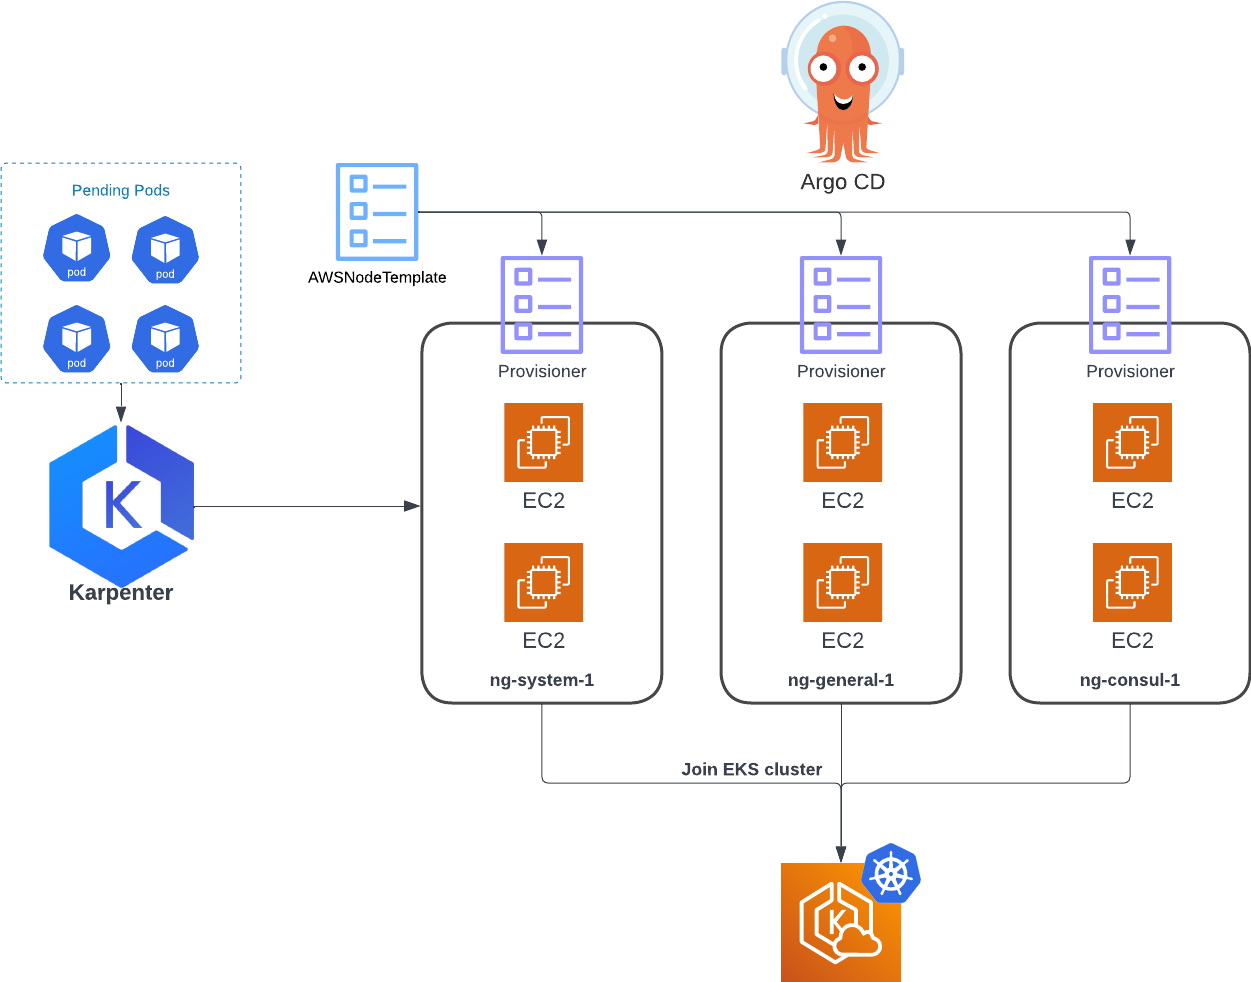 Argo CD
Pending Pods
pod
pod
pod
pod
AWSNodeTemplate
Provisioner
Provisioner
Provisioner
K
Karpenter
EC2
EC2
EC2
EC2
EC2
EC2
ng-system-1
ng-general-1
ng-consul-1
Join EKS cluster
K